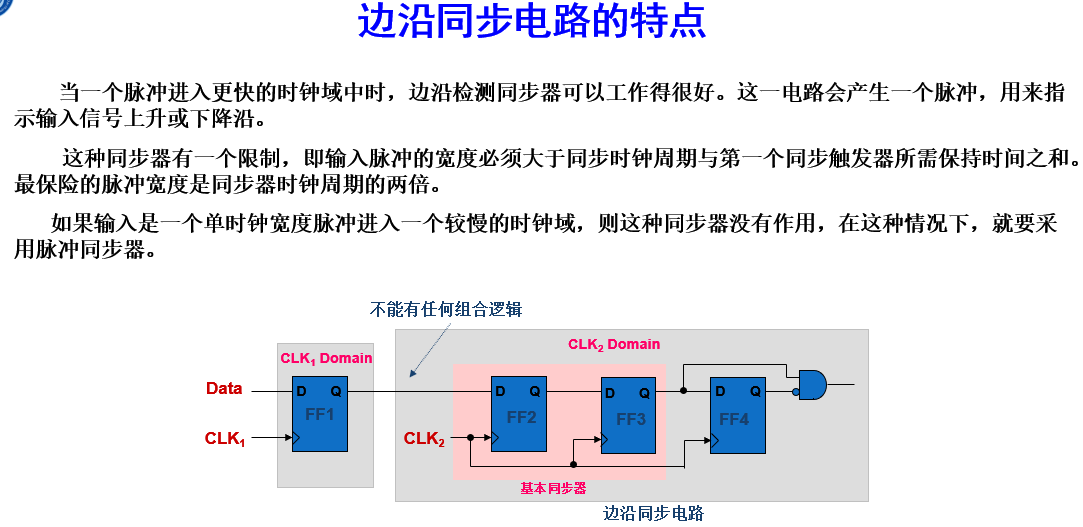 边沿同步电路的特点
当一个脉冲进入更快的时钟域中时，边沿检测同步器可以工作得很好。这一电路会产生一个脉冲，用来指
示输入信号上升或下降沿。
这种同步器有一个限制，即输入脉冲的宽度必须大于同步时钟周期与第一个同步触发器所需保持时间之和。
最保险的脉冲宽度是同步器时钟周期的两倍。
如果输入是一个单时钟宽度脉冲进入一个较慢的时钟域，则这种同步器没有作用，在这种情况下，就要采
用脉冲同步器。
不能有任何组合逻辑
CLK₁ Domain
CLK₂ Domain
Data
D Q
FF1
CLK₁
D Q
FF2
CLK₂
D Q
FF3
D Q
FF4
基本同步器
边沿同步电路